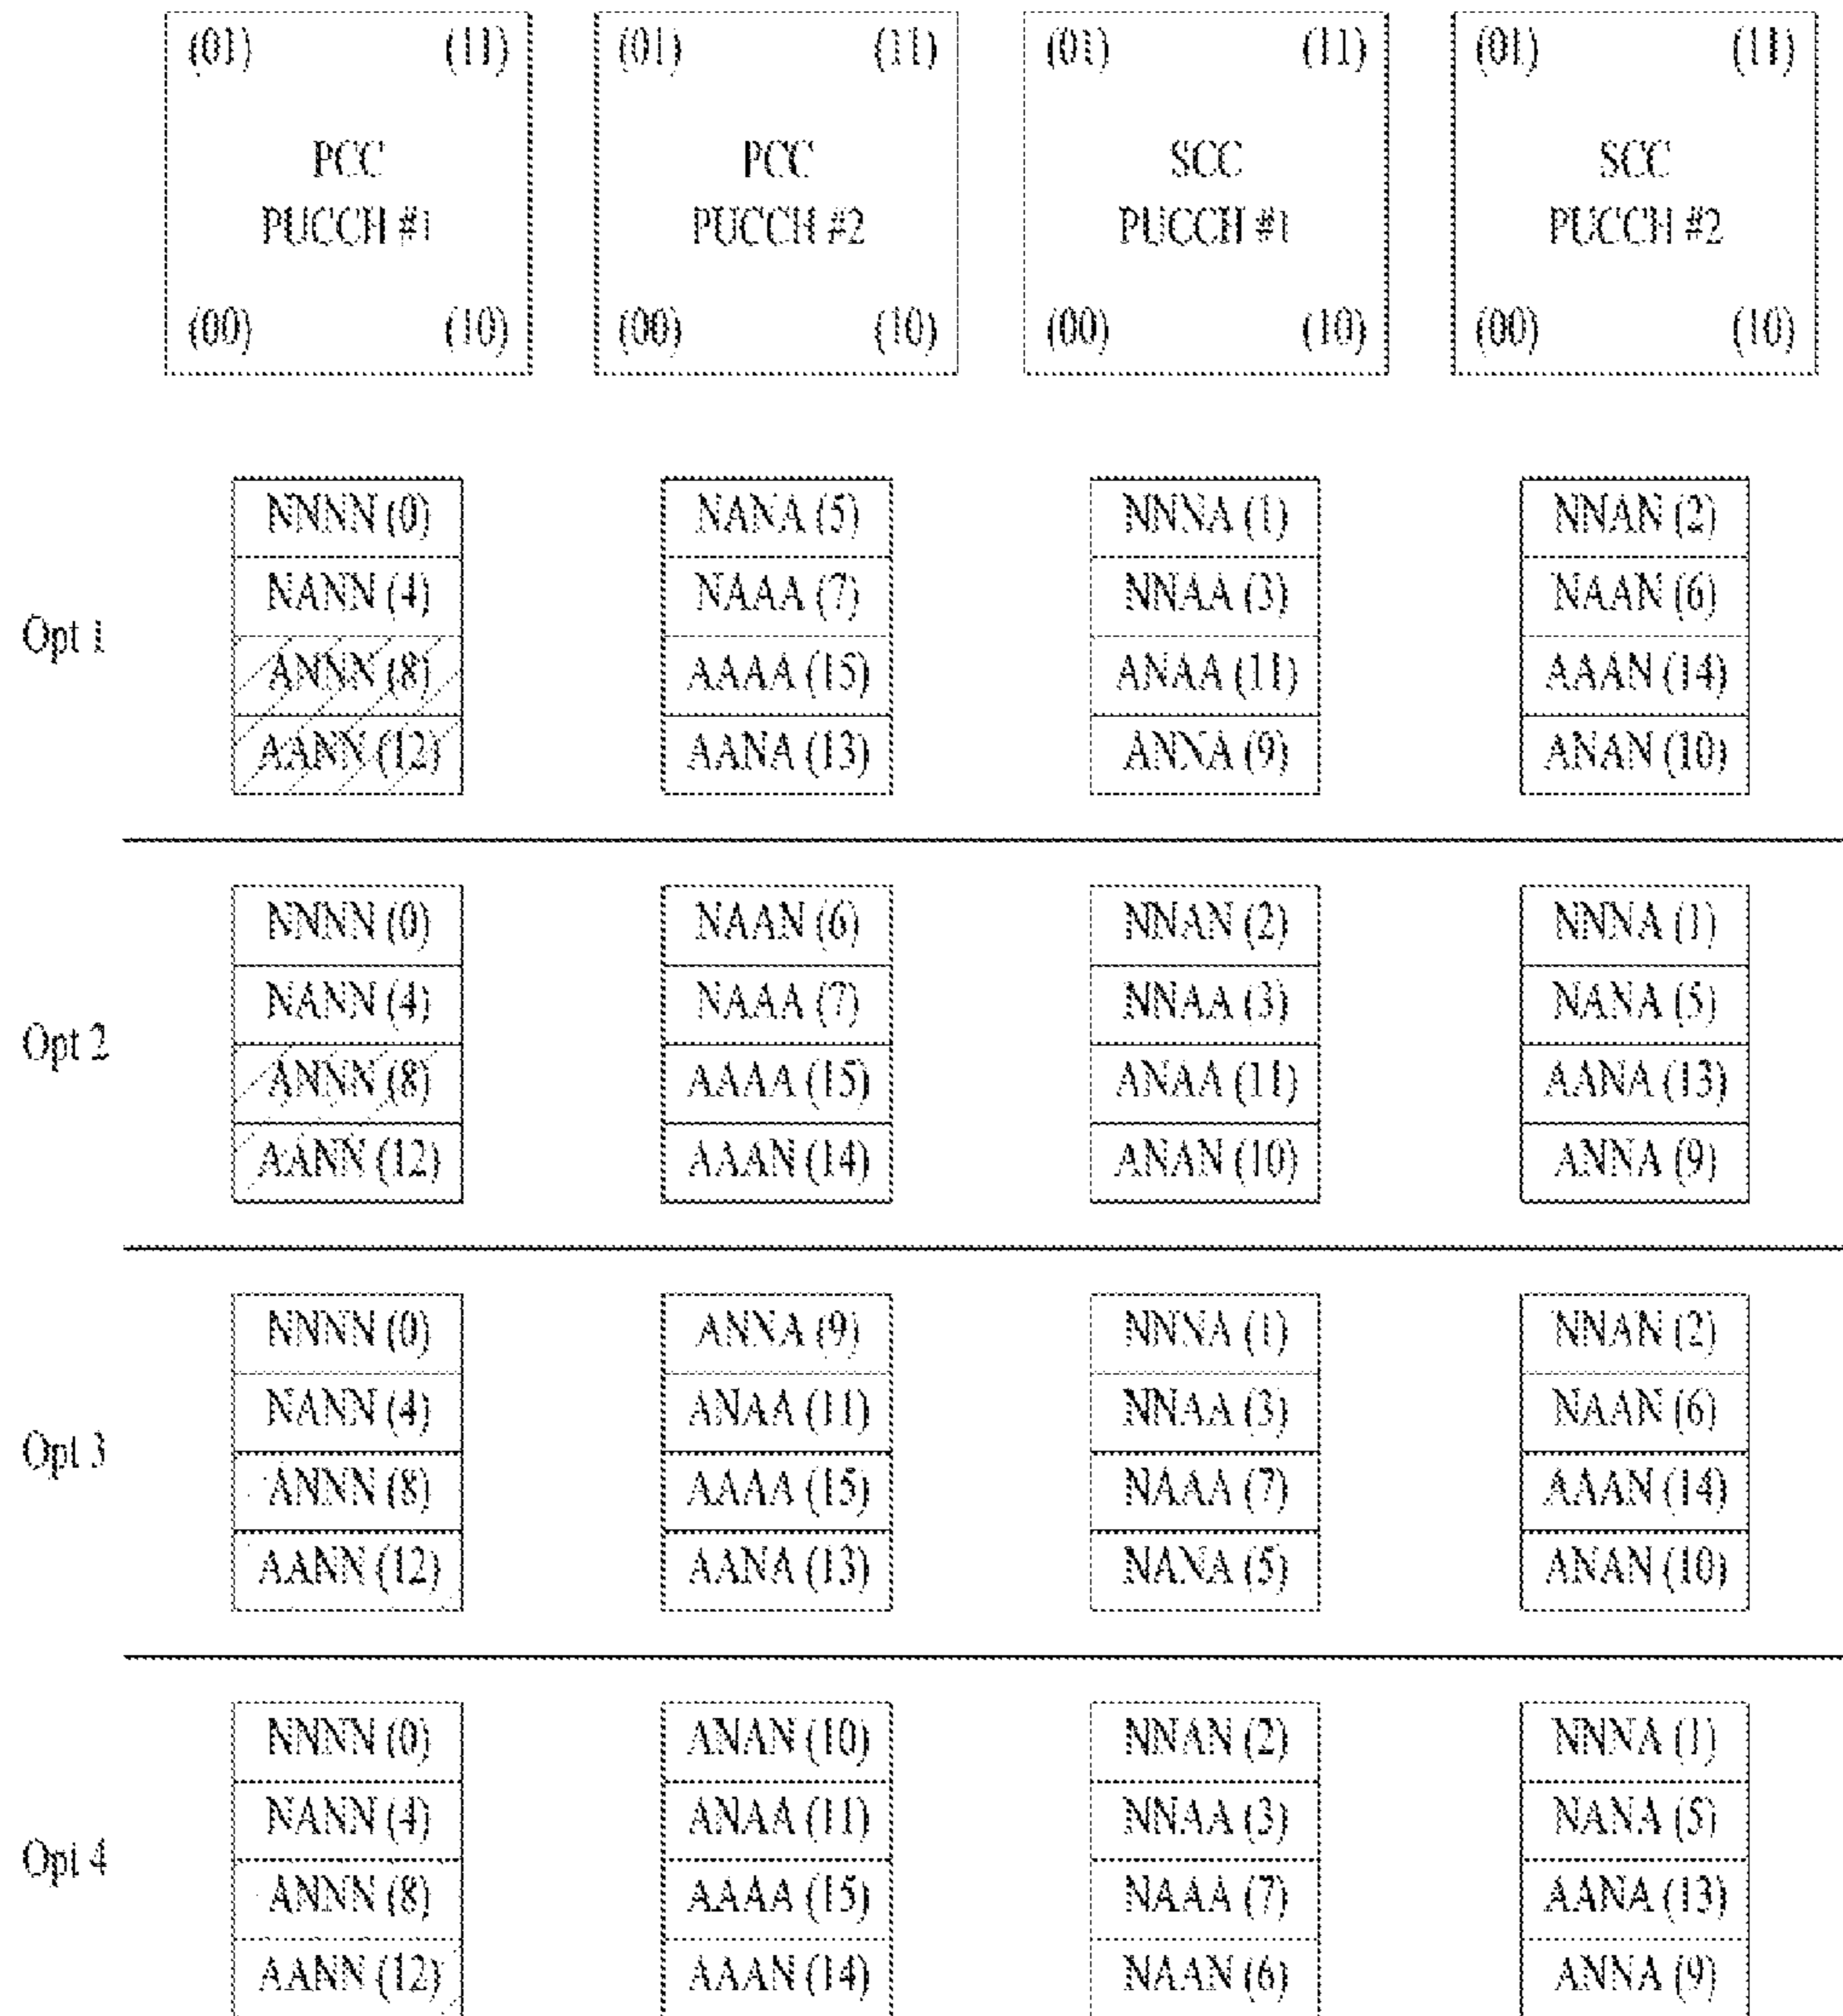 (01) (11) (01) (11) (01) (11) (01) (11)
PCC PCC SCC SCC
PUCCH #1 PUCCH #2 PUCCH #1 PUCCH #2
(00) (10) (00) (10) (00) (10) (00) (10)
NNNN (0) NANA (5) NNNA (1) NNAN (2)
NANN (4) NAAA (7) NNAA (3) NAAN (6)
Opt 1
ANNN (8) AAAA (15) ANAA (11) AAAN (14)
AANN (12) AANA (13) ANNA (9) ANAN (10)
NNNN (0) NAAN (6) NNAN (2) NNNA (1)
NANN (4) NAAA (7) NNAA (3) NANA (5)
Opt 2
ANNN (8) AAAA (15) ANAA (11) AANA (13)
AANN (12) AAAN (14) ANAN (10) ANNA (9)
NNNN (0) ANNA (9) NNNA (1) NNAN (2)
NANN (4) ANAA (11) NNAA (3) NAAN (6)
Opt 3
ANNN (8) AAAA (15) NAAA (7) AAAN (14)
AANN (12) AANA (13) NANA (5) ANAN (10)
NNNN (0) ANAN (10) NNAN (2) NNNA (1)
NANN (4) ANAA (11) NNAA (3) NANA (5)
Opt 4
ANNN (8) AAAA (15) NAAA (7) AANA (13)
AANN (12) AAAN (14) NAAN (6) ANNA (9)